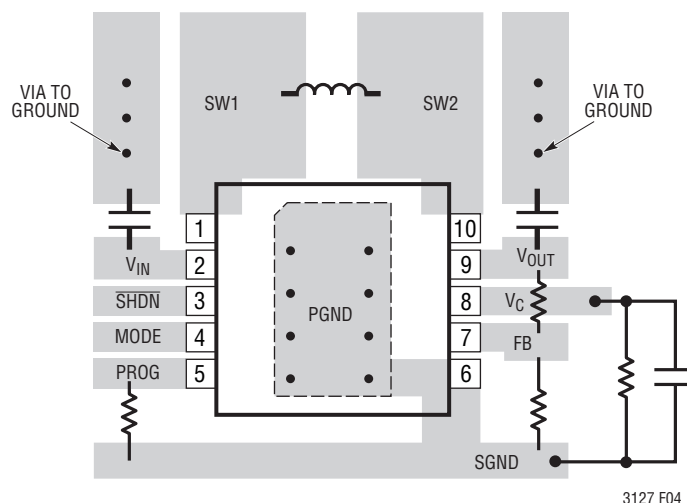 VIA TO
GROUND
SW1
SW2
VIA TO
GROUND
1
10
VIN
2
9
VOUT
SHDN
3
8
VC
MODE
4
PGND
7
FB
PROG
5
6
SGND
3127 F04